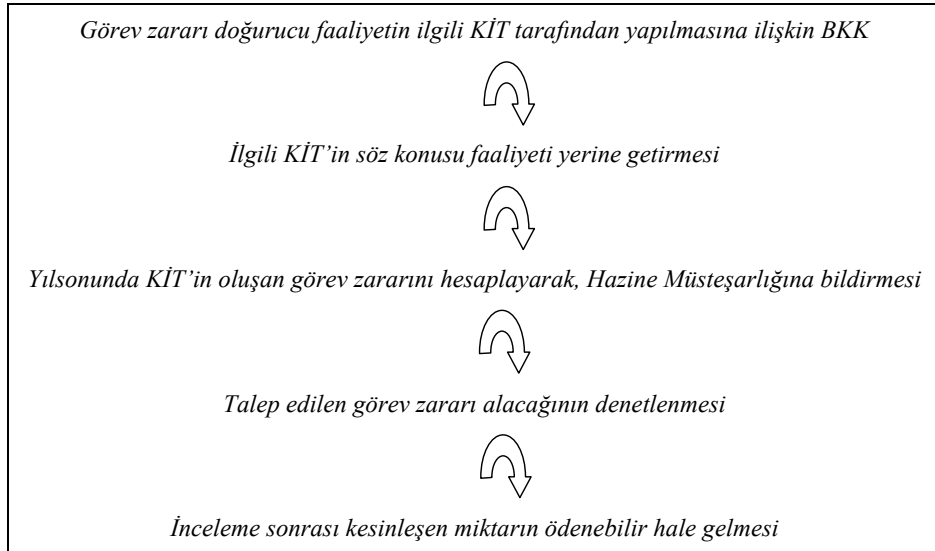 Görev zararı doğurucu faaliyetin ilgili KİT tarafından yapılmasına ilişkin BKK
İlgili KİT’in söz konusu faaliyeti yerine getirmesi
Yılsonunda KİT’in oluşan görev zararını hesaplayarak, Hazine Müsteşarlığına bildirmesi
Talep edilen görev zararı alacağının denetlenmesi
İnceleme sonrası kesinleşen miktarın ödenebilir hale gelmesi